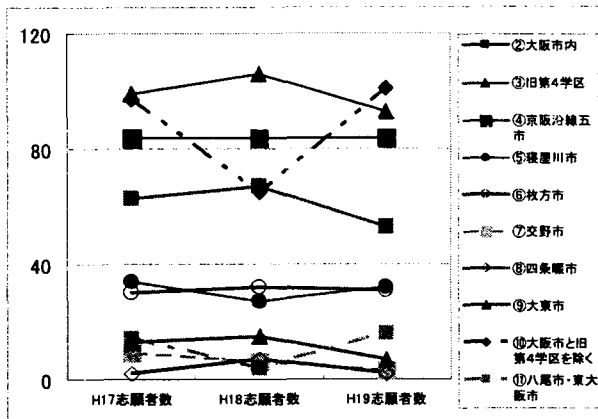 120
80
40
0
H17志願者数
H18志願者数
H19志願者数
②大阪市内
③旧第4学区
④京阪沿線五
市
⑤寝屋川市
⑥枚方市
⑦交野市
⑧四条畷市
⑨大東市
⑩大阪市と旧
第4学区を除く
⑪八尾市・東大
阪市